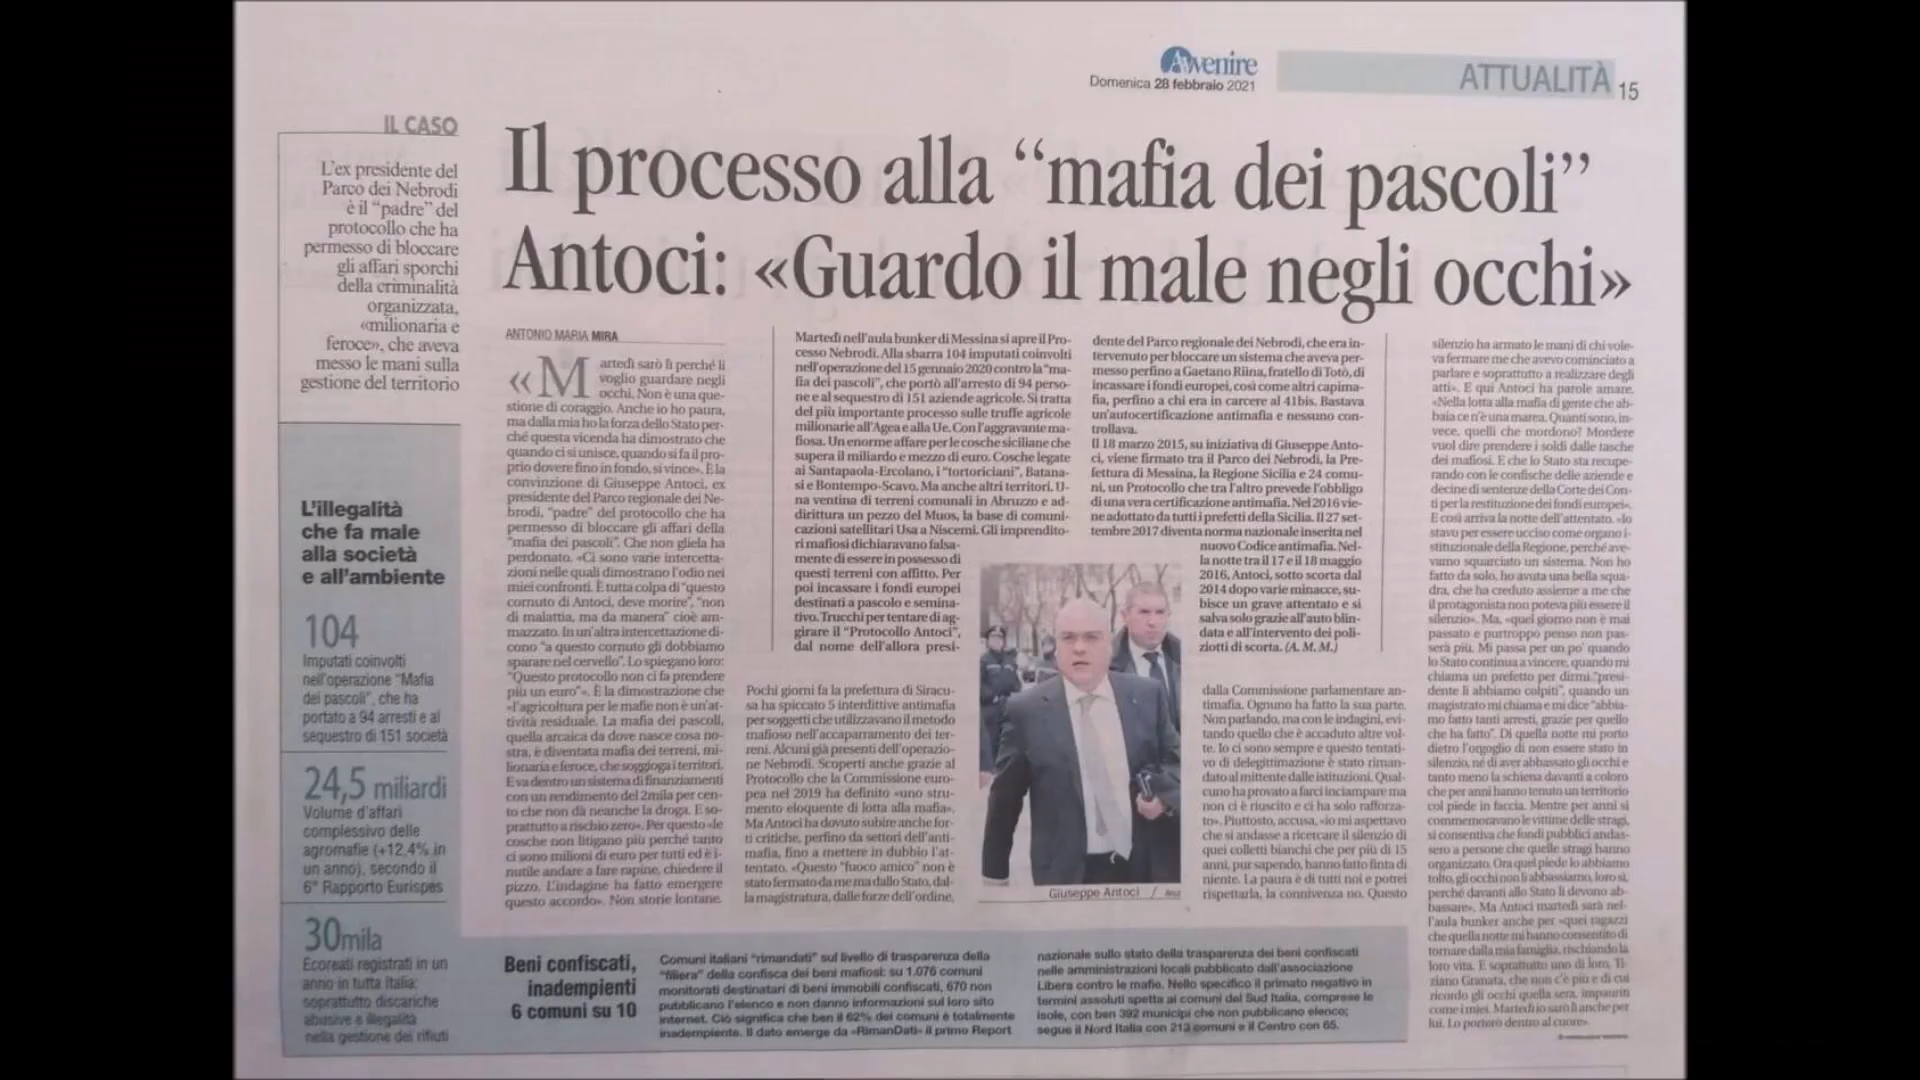 Avvenire
Domenica 28 febbraio 2021
ATTUALITÀ 15
IL CASO
L'ex presidente del
Parco dei Nebrodi
è il "padre" del
protocollo che ha
permesso di bloccare
gli affari sporchi
della criminalità
organizzata,
«milionaria e
feroce», che aveva
messo le mani sulla
gestione del territorio
Il processo alla "mafia dei pascoli"
Antoci: «Guardo il male negli occhi»
ANTONIO MARIA MIRA
«Martedì sarò lì perché li
voglio guardare negli
occhi. Non è una que-
stione di coraggio. Anche io ho paura,
ma dalla mia ho la forza dello Stato per-
ché questa vicenda ha dimostrato che
quando ci si unisce, quando si fa il pro-
prio dovere fino in fondo, si vince». È la
convinzione di Giuseppe Antoci, ex
presidente del Parco regionale dei Ne-
brodi, "padre" del protocollo che ha
permesso di bloccare gli affari della
"mafia dei pascoli". Che non gliela ha
perdonato. «Ci sono varie intercetta-
zioni nelle quali dimostrano l'odio nei
miei confronti. È tutta colpa di "questo
cornuto di Antoci, deve morire", "non
di malattia, ma da manera" cioè am-
mazzato. In un'altra intercettazione di-
cono "a questo cornuto gli dobbiamo
sparare nel cervello". Lo spiegano loro:
"Questo protocollo non ci fa prendere
più un euro"». È la dimostrazione che
«l'agricoltura per le mafie non è un'at-
tività residuale. La mafia dei pascoli,
quella arcaica da dove nasce cosa no-
stra, è diventata mafia dei terreni, mi-
lionaria e feroce, che soggioga i territori.
E va dentro un sistema di finanziamenti
con un rendimento del 2mila per cen-
to che non dà neanche la droga. E so-
prattutto a rischio zero». Per questo «le
cosche non litigano più perché tanto
ci sono milioni di euro per tutti ed è i-
nutile andare a fare rapine, chiedere il
pizzo. L'indagine ha fatto emergere
questo accordo». Non storie lontane.
Martedì nell'aula bunker di Messina si apre il Pro-
cesso Nebrodi. Alla sbarra 104 imputati coinvolti
nell'operazione del 15 gennaio 2020 contro la "ma-
fia dei pascoli", che portò all'arresto di 94 perso-
ne e al sequestro di 151 aziende agricole. Si tratta
del più importante processo sulle truffe agricole
milionarie all'Agea e alla Ue. Con l'aggravante ma-
fiosa. Un enorme affare per le cosche siciliane che
supera il miliardo e mezzo di euro. Cosche legate
ai Santapaola-Ercolano, i "tortoriciani", Batana-
si e Bontempo-Scavo. Ma anche altri territori. U-
na ventina di terreni comunali in Abruzzo e ad-
dirittura un pezzo del Muos, la base di comuni-
cazioni satellitari Usa a Niscemi. Gli imprendito-
ri mafiosi dichiaravano falsa-
mente di essere in possesso di
questi terreni con affitto. Per
poi incassare i fondi europei
destinati a pascolo e semina-
tivo. Trucchi per tentare di ag-
girare il "Protocollo Antoci",
dal nome dell'allora presi-
dente del Parco regionale dei Nebrodi, che era in-
tervenuto per bloccare un sistema che aveva per-
messo perfino a Gaetano Riina, fratello di Totò, di
incassare i fondi europei, così come altri capima-
fia, perfino a chi era in carcere al 41bis. Bastava
un'autocertificazione antimafia e nessuno con-
trollava.
Il 18 marzo 2015, su iniziativa di Giuseppe Anto-
ci, viene firmato tra il Parco dei Nebrodi, la Pre-
fettura di Messina, la Regione Sicilia e 24 comu-
ni, un Protocollo che tra l'altro prevede l'obbligo
di una vera certificazione antimafia. Nel 2016 vie-
ne adottato da tutti i prefetti della Sicilia. Il 27 set-
tembre 2017 diventa norma nazionale inserita nel
nuovo Codice antimafia. Nel-
la notte tra il 17 e il 18 maggio
2016, Antoci, sotto scorta dal
2014 dopo varie minacce, su-
bisce un grave attentato e si
salva solo grazie all'auto blin-
data e all'intervento dei poli-
ziotti di scorta. (A. M. M.)
Pochi giorni fa la prefettura di Siracu-
sa ha spiccato 5 interdittive antimafia
per soggetti che utilizzavano il metodo
mafioso nell'accaparramento dei ter-
reni. Alcuni già presenti dell'operazio-
ne Nebrodi. Scoperti anche grazie al
Protocollo che la Commissione euro-
pea nel 2019 ha definito «uno stru-
mento eloquente di lotta alla mafia».
Ma Antoci ha dovuto subire anche for-
ti critiche, perfino da settori dell'anti-
mafia, fino a mettere in dubbio l'at-
tentato. «Questo "fuoco amico" non è
stato fermato da me ma dallo Stato, dal-
la magistratura, dalle forze dell'ordine,
Giuseppe Antoci /
dalla Commissione parlamentare an-
timafia. Ognuno ha fatto la sua parte.
Non parlando, ma con le indagini, evi-
tando quello che è accaduto altre vol-
te. Io ci sono sempre e questo tentati-
vo di delegittimazione è stato riman-
dato al mittente dalle istituzioni. Qual-
cuno ha provato a farci inciampare ma
non ci è riuscito e ci ha solo rafforza-
to». Piuttosto, accusa, «io mi aspettavo
che si andasse a ricercare il silenzio di
quei colletti bianchi che per più di 15
anni, pur sapendo, hanno fatto finta di
niente. La paura è di tutti noi e potrei
rispettarla, la connivenza no. Questo
silenzio ha armato le mani di chi vole-
va fermare me che avevo cominciato a
parlare e soprattutto a realizzare degli
atti». E qui Antoci ha parole amare.
«Nella lotta alla mafia di gente che ab-
baia ce n'è una marea. Quanti sono, in-
vece, quelli che mordono? Mordere
vuol dire prendere i soldi dalle tasche
dei mafiosi. E che lo Stato sta recupe-
rando con le confische delle aziende e
decine di sentenze della Corte dei Con-
ti per la restituzione dei fondi europei».
E così arriva la notte dell'attentato. «Io
stavo per essere ucciso come organo i-
stituzionale della Regione, perché ave-
vamo squarciato un sistema. Non ho
fatto da solo, ho avuta una bella squa-
dra, che ha creduto assieme a me che
il protagonista non poteva più essere il
silenzio». Ma, «quel giorno non è mai
passato e purtroppo penso non pas-
serà più. Mi passa per un po' quando
lo Stato continua a vincere, quando mi
chiama un prefetto per dirmi "presi-
dente li abbiamo colpiti", quando un
magistrato mi chiama e mi dice "abbia-
mo fatto tanti arresti, grazie per quello
che ha fatto". Di quella notte mi porto
dietro l'orgoglio di non essere stato in
silenzio, né di aver abbassato gli occhi e
tanto meno la schiena davanti a coloro
che per anni hanno tenuto un territorio
col piede in faccia. Mentre per anni si
commemoravano le vittime delle stragi,
si consentiva che fondi pubblici andas-
sero a persone che quelle stragi hanno
organizzato. Ora quel piede lo abbiamo
tolto, gli occhi non li abbassiamo, loro sì,
perché davanti allo Stato li devono ab-
bassare». Ma Antoci martedì sarà nel-
l'aula bunker anche per «quei ragazzi
che quella notte mi hanno consentito di
tornare dalla mia famiglia, rischiando la
loro vita. E soprattutto uno di loro, Ti-
ziano Granata, che non c'è più e di cui
ricordo gli occhi quella sera, impauriti
come i miei. Martedì io sarò lì anche per
lui. Lo porterò dentro al cuore».
L'illegalità
che fa male
alla società
e all'ambiente
104
Imputati coinvolti
nell'operazione "Mafia
dei pascoli", che ha
portato a 94 arresti e al
sequestro di 151 società
24,5 miliardi
Volume d'affari
complessivo delle
agromafie (+12,4% in
un anno), secondo il
6° Rapporto Eurispes
30mila
Ecoreati registrati in un
anno in tutta Italia:
soprattutto discariche
abusive e illegalità
nella gestione dei rifiuti
Beni confiscati,
inadempienti
6 comuni su 10
Comuni italiani "rimandati" sul livello di trasparenza della
"filiera" della confisca dei beni mafiosi: su 1.076 comuni
monitorati destinatari di beni immobili confiscati, 670 non
pubblicano l'elenco e non danno informazioni sul loro sito
internet. Ciò significa che ben il 62% dei comuni è totalmente
inadempiente. Il dato emerge da «RimanDati» il primo Report
nazionale sullo stato della trasparenza dei beni confiscati
nelle amministrazioni locali pubblicato dall'associazione
Libera contro le mafie. Nello specifico il primato negativo in
termini assoluti spetta ai comuni del Sud Italia, comprese le
isole, con ben 392 municipi che non pubblicano elenco;
segue il Nord Italia con 213 comuni e il Centro con 65.